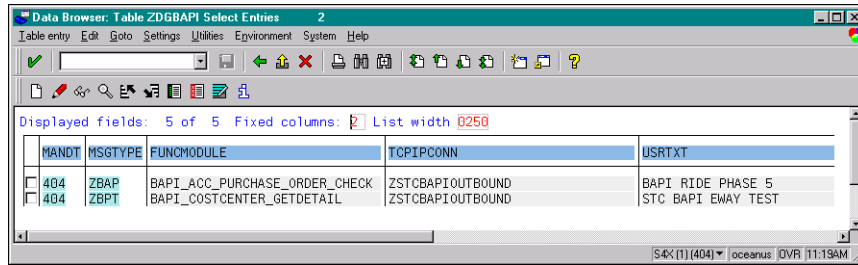 Data Browser: Table ZDGBAPI Select Entries 2
Table entry Edit Goto Settings Utilities Environment System Help
Displayed fields: 5 of 5 Fixed columns: 2 List width 0250
MANDT MSGTYPE FUNCMODULE TCPIPCONN USRTXT
404 ZBAP BAPI_ACC_PURCHASE_ORDER_CHECK ZSTCBAPIOUTBOUND BAPI RIDE PHASE 5
404 ZBPT BAPI_COSTCENTER_GETDETAIL ZSTCBAPIOUTBOUND STC BAPI EWAY TEST
S4X (1) (404) oceanus OVR 11:19AM